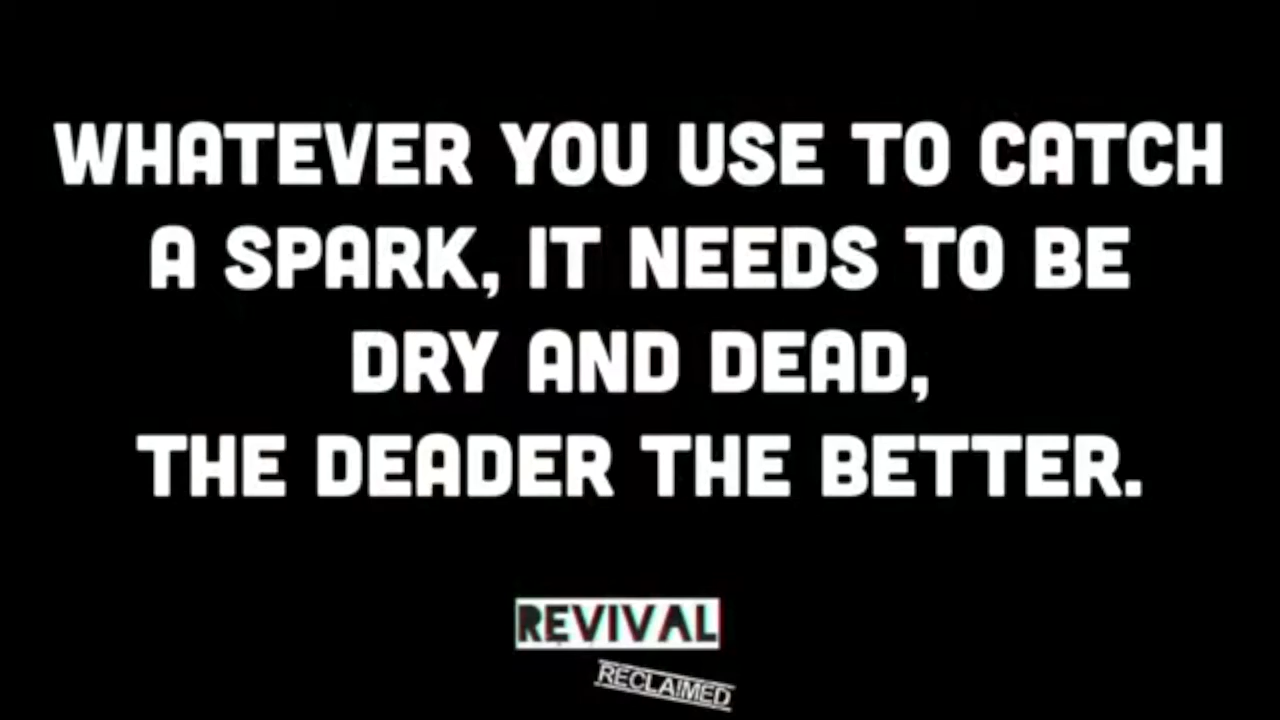 WHATEVER YOU USE TO CATCH
A SPARK, IT NEEDS TO BE
DRY AND DEAD,
THE DEADER THE BETTER.
REVIVAL
RECLAIMED